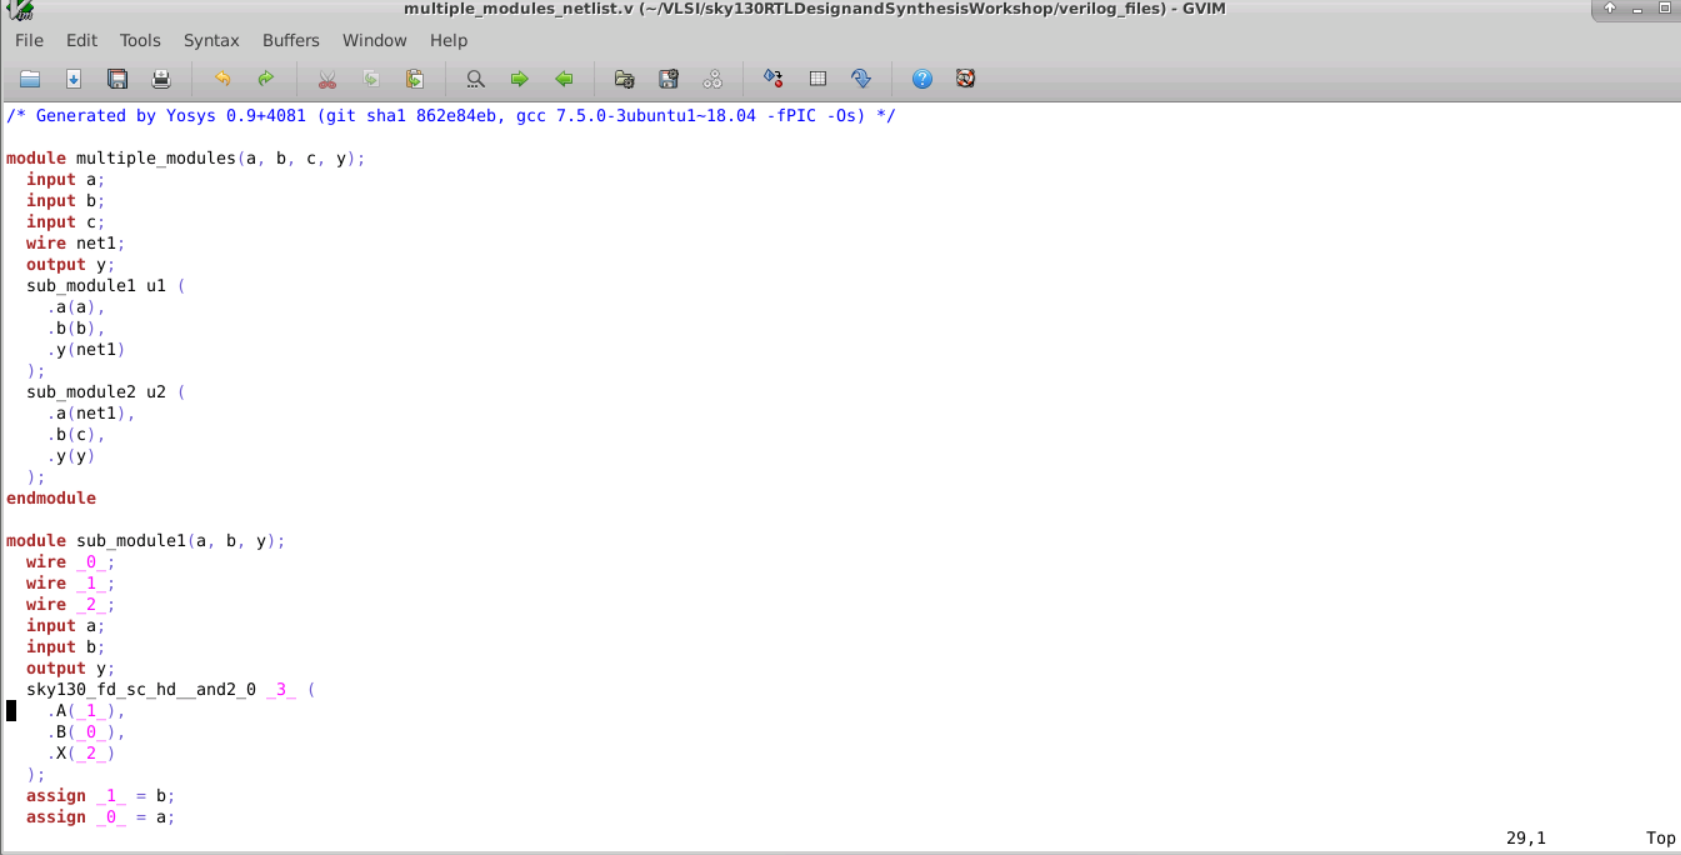 multiple_modules_netlist.v (~/VLSI/sky130RTLDesignandSynthesisWorkshop/verilog_files) - GVIM
File Edit Tools Syntax Buffers Window Help
/* Generated by Yosys 0.9+4081 (git sha1 862e84eb, gcc 7.5.0-3ubuntu1~18.04 -fPIC -Os) */
module multiple_modules(a, b, c, y);
  input a;
  input b;
  input c;
  wire net1;
  output y;
  sub_module1 u1 (
    .a(a),
    .b(b),
    .y(net1)
  );
  sub_module2 u2 (
    .a(net1),
    .b(c),
    .y(y)
  );
endmodule
module sub_module1(a, b, y);
  wire _0_;
  wire _1_;
  wire _2_;
  input a;
  input b;
  output y;
  sky130_fd_sc_hd__and2_0 _3_ (
    .A(_1_),
    .B(_0_),
    .X(_2_)
  );
  assign _1_ = b;
  assign _0_ = a;
29,1 Top